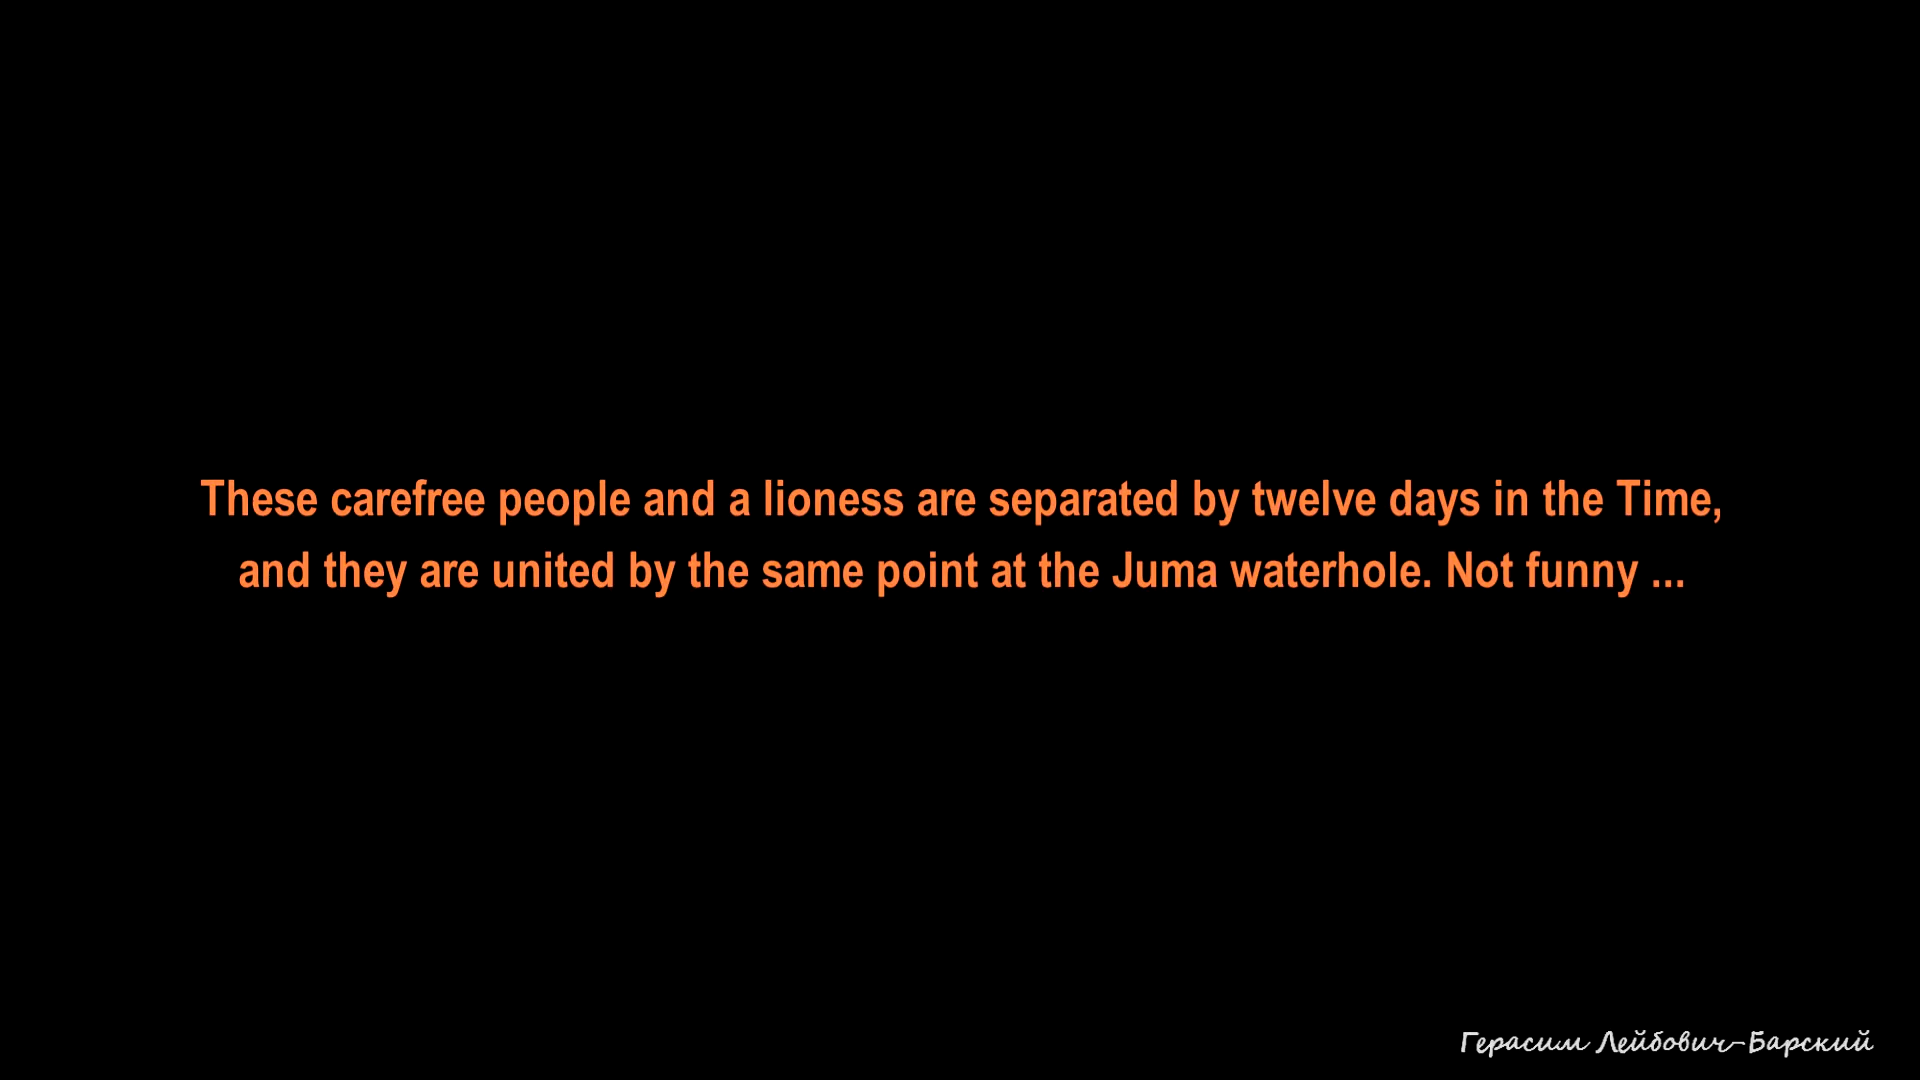 These carefree people and a lioness are separated by twelve days in the Time,
and they are united by the same point at the Juma waterhole. Not funny ...
Герасим Лейбович-Барский